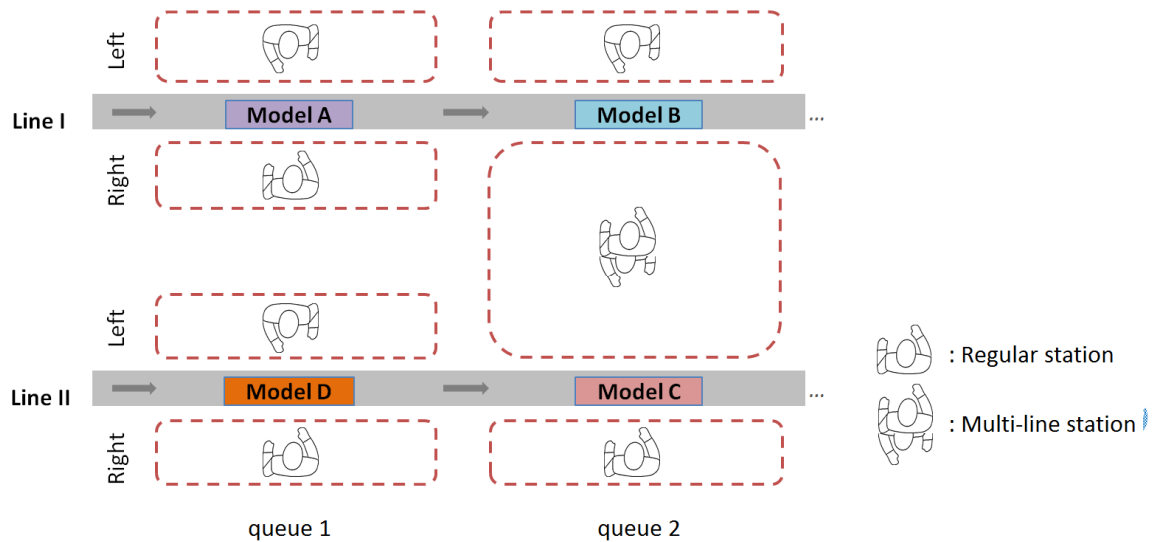 Left
Line I
Model A
Model B
...
Right
Left
Line II
Model D
Model C
...
Right
queue 1
queue 2
: Regular station
: Multi-line station